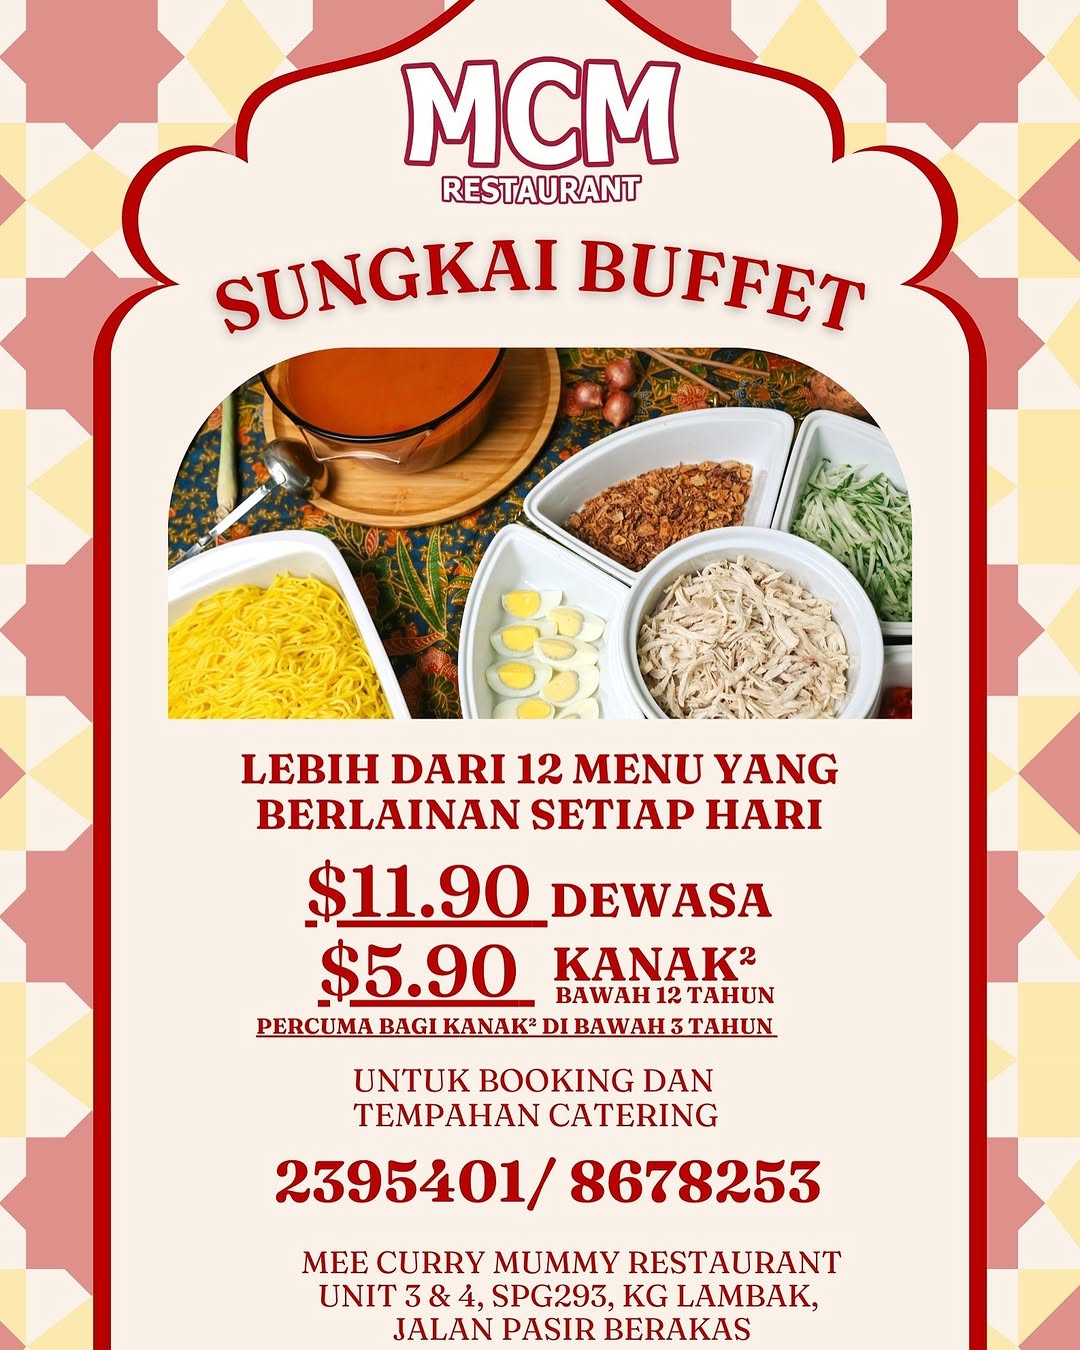 MCM
RESTAURANT
SUNGKAI BUFFET
LEBIH DARI 12 MENU YANG
BERLAINAN SETIAP HARI
$11.90 DEWASA
$5.90 KANAK²
BAWAH 12 TAHUN
PERCUMA BAGI KANAK² DI BAWAH 3 TAHUN
UNTUK BOOKING DAN
TEMPAHAN CATERING
2395401/ 8678253
MEE CURRY MUMMY RESTAURANT
UNIT 3 & 4, SPG293, KG LAMBAK,
JALAN PASIR BERAKAS